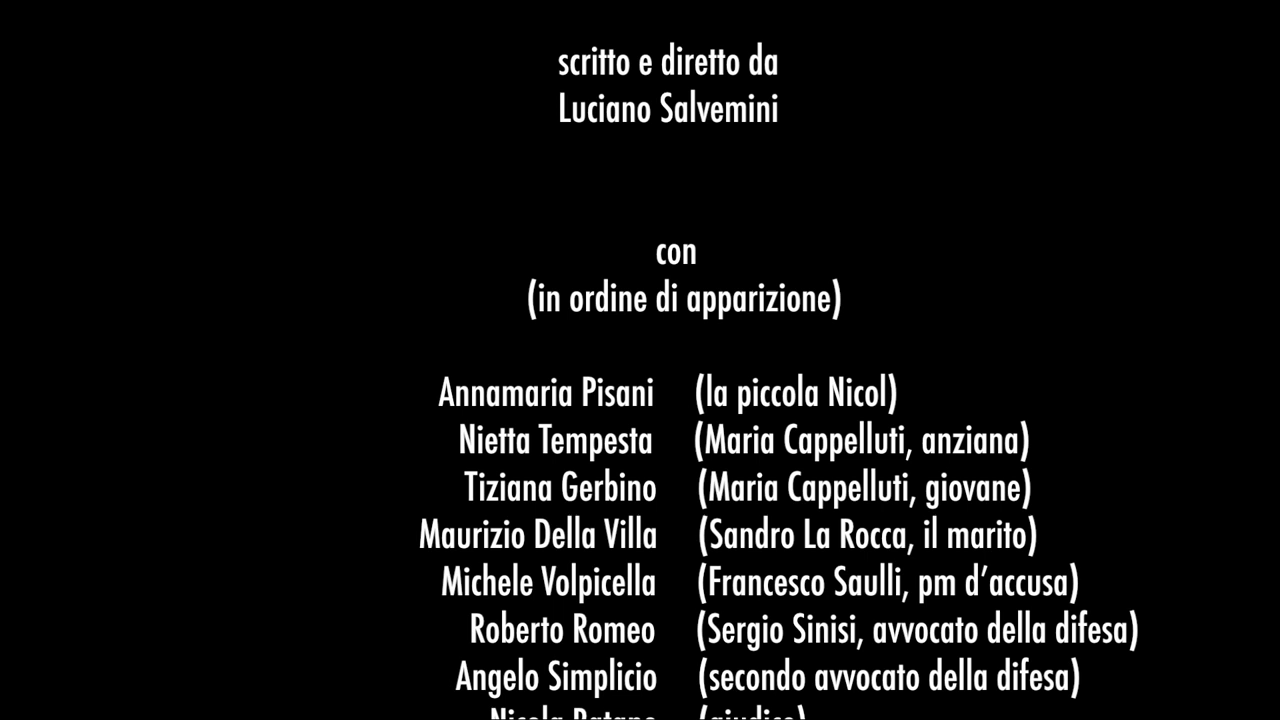 scritto e diretto da
Luciano Salvemini
con
(in ordine di apparizione)
Annamaria Pisani (la piccola Nicol)
Nietta Tempesta (Maria Cappelluti, anziana)
Tiziana Gerbino (Maria Cappelluti, giovane)
Maurizio Della Villa (Sandro La Rocca, il marito)
Michele Volpicella (Francesco Saulli, pm d’accusa)
Roberto Romeo (Sergio Sinisi, avvocato della difesa)
Angelo Simplicio (secondo avvocato della difesa)